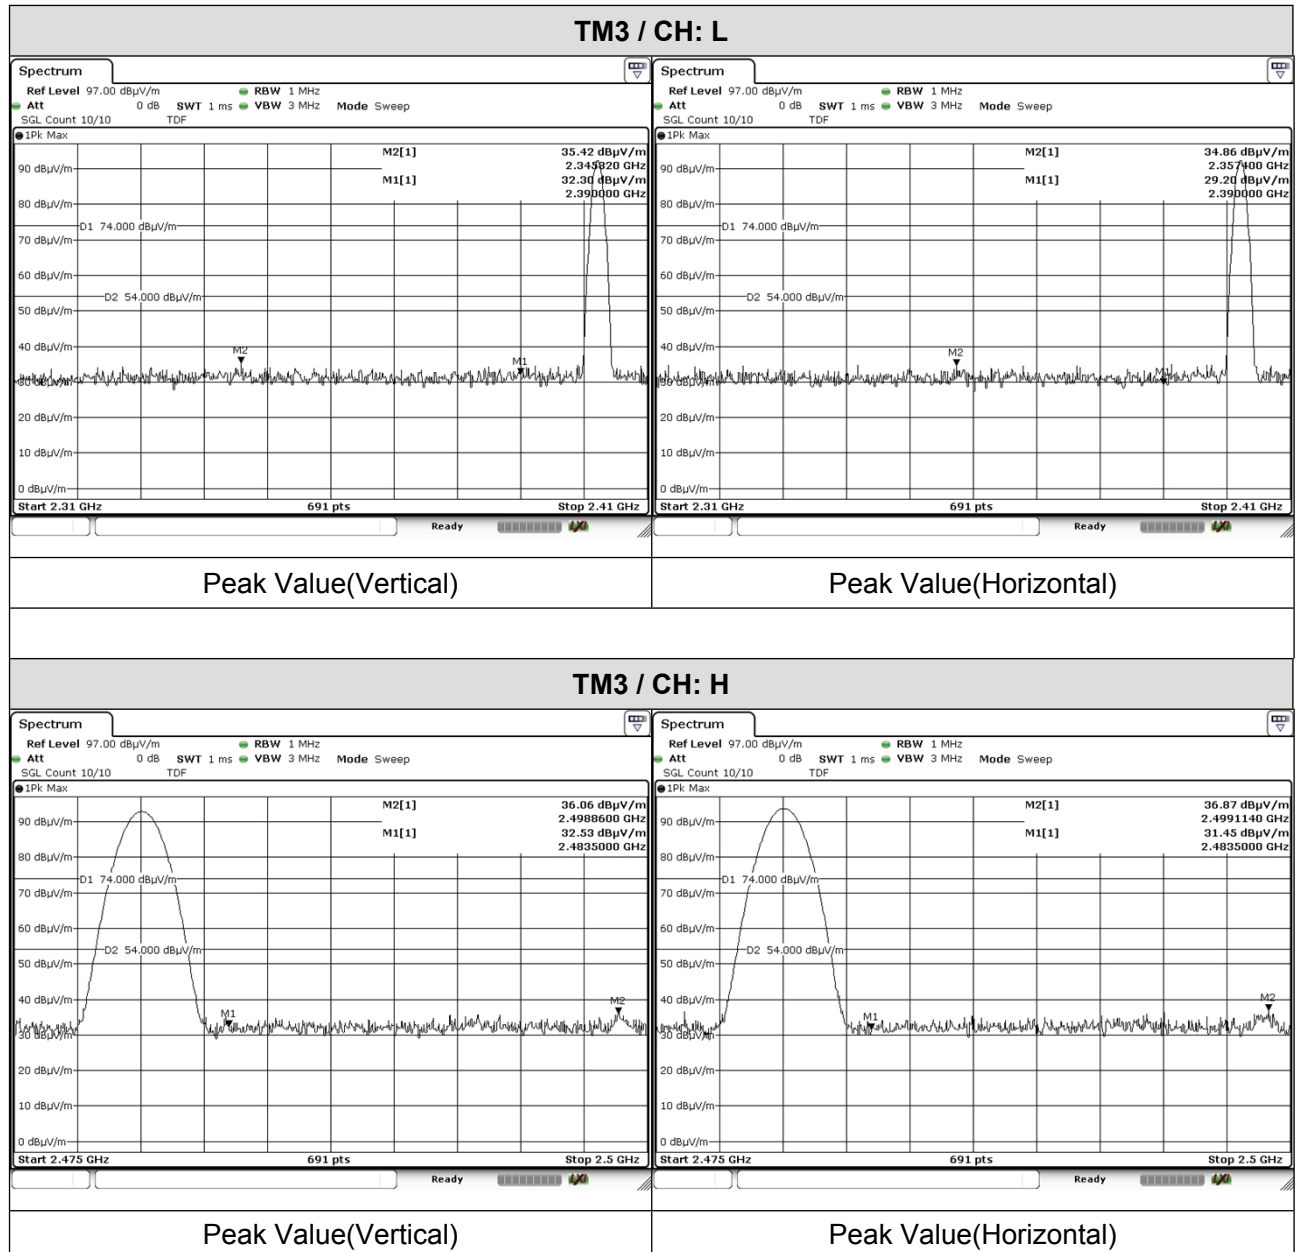 TM3 / CH: L
Spectrum
Ref Level 97.00 dBµV/m RBW 1 MHz
Att 0 dB SWT 1 ms VBW 3 MHz Mode Sweep
SGL Count 10/10 TDF
1Pk Max
M2[1] 35.42 dBµV/m
2.345320 GHz
M1[1] 32.30 dBµV/m
2.390000 GHz
90 dBµV/m
80 dBµV/m
D1 74.000 dBµV/m
70 dBµV/m
60 dBµV/m
D2 54.000 dBµV/m
50 dBµV/m
40 dBµV/m
M2
M1
30 dBµV/m
20 dBµV/m
10 dBµV/m
0 dBµV/m
Start 2.31 GHz 691 pts Stop 2.41 GHz
Ready LXI
Spectrum
Ref Level 97.00 dBµV/m RBW 1 MHz
Att 0 dB SWT 1 ms VBW 3 MHz Mode Sweep
SGL Count 10/10 TDF
1Pk Max
M2[1] 34.86 dBµV/m
2.357400 GHz
M1[1] 29.20 dBµV/m
2.390000 GHz
90 dBµV/m
80 dBµV/m
D1 74.000 dBµV/m
70 dBµV/m
60 dBµV/m
D2 54.000 dBµV/m
50 dBµV/m
40 dBµV/m
M2
M1
30 dBµV/m
20 dBµV/m
10 dBµV/m
0 dBµV/m
Start 2.31 GHz 691 pts Stop 2.41 GHz
Ready LXI
Peak Value(Vertical) Peak Value(Horizontal)
TM3 / CH: H
Spectrum
Ref Level 97.00 dBµV/m RBW 1 MHz
Att 0 dB SWT 1 ms VBW 3 MHz Mode Sweep
SGL Count 10/10 TDF
1Pk Max
M2[1] 36.06 dBµV/m
2.4988600 GHz
M1[1] 32.53 dBµV/m
2.4835000 GHz
90 dBµV/m
80 dBµV/m
D1 74.000 dBµV/m
70 dBµV/m
60 dBµV/m
D2 54.000 dBµV/m
50 dBµV/m
40 dBµV/m
M2
M1
30 dBµV/m
20 dBµV/m
10 dBµV/m
0 dBµV/m
Start 2.475 GHz 691 pts Stop 2.5 GHz
Ready LXI
Spectrum
Ref Level 97.00 dBµV/m RBW 1 MHz
Att 0 dB SWT 1 ms VBW 3 MHz Mode Sweep
SGL Count 10/10 TDF
1Pk Max
M2[1] 36.87 dBµV/m
2.4991140 GHz
M1[1] 31.45 dBµV/m
2.4835000 GHz
90 dBµV/m
80 dBµV/m
D1 74.000 dBµV/m
70 dBµV/m
60 dBµV/m
D2 54.000 dBµV/m
50 dBµV/m
40 dBµV/m
M2
M1
30 dBµV/m
20 dBµV/m
10 dBµV/m
0 dBµV/m
Start 2.475 GHz 691 pts Stop 2.5 GHz
Ready LXI
Peak Value(Vertical) Peak Value(Horizontal)